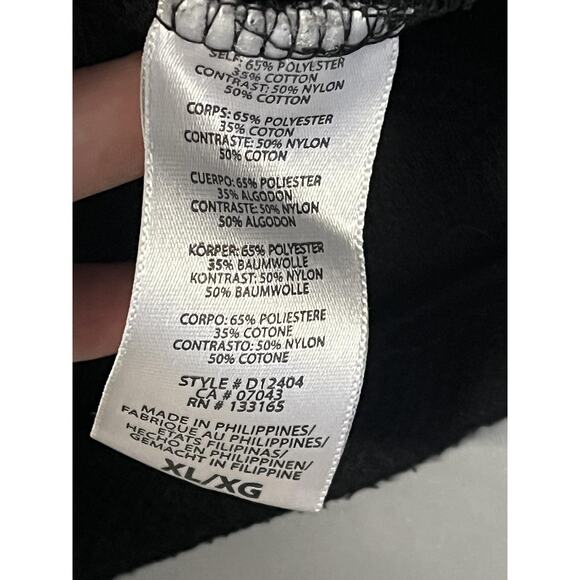 SELF: 65% POLYESTER
35% COTTON
CONTRAST: 50% NYLON
50% COTTON
CORPS: 65% POLYESTER
35% COTON
CONTRASTE: 50% NYLON
50% COTON
CUERPO: 65% POLIESTER
35% ALGODON
CONTRASTE: 50% NYLON
50% ALGODON
KÖRPER: 65% POLYESTER
35% BAUMWOLLE
KONTRAST: 50% NYLON
50% BAUMWOLLE
CORPO: 65% POLIESTERE
35% COTONE
CONTRASTO: 50% NYLON
50% COTONE
STYLE # D12404
CA # 07043
RN # 133165
MADE IN PHILIPPINES/
FABRIQUE AU PHILIPPINES/
ETATS FILIPINAS/
HECHO EN PHILIPPINEN/
GEMACHT IN FILIPPINE
XL/XG